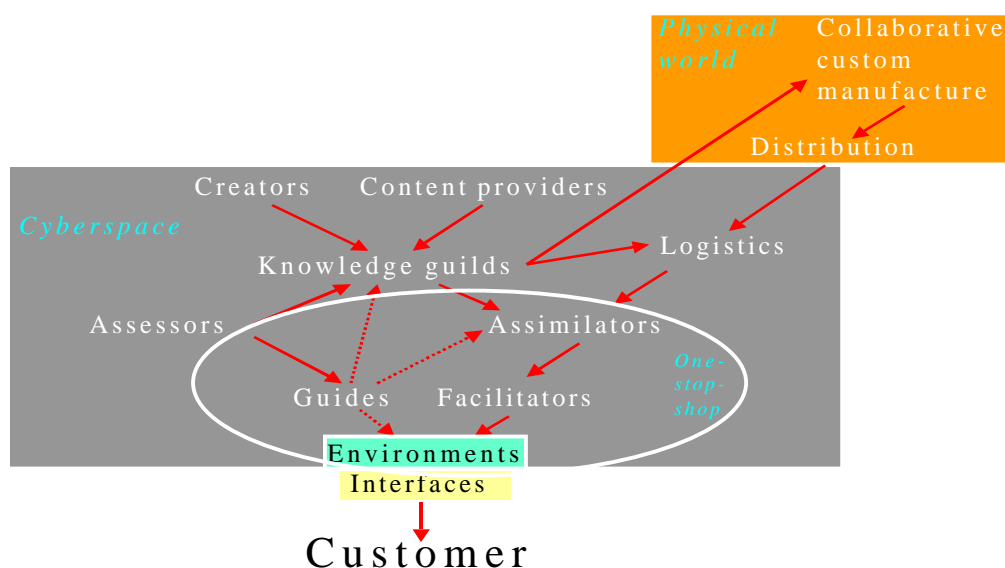 Physical
world
Collaborative
custom
manufacture
Distribution
Creators
Content providers
Cyberspace
Logistics
Knowledge guilds
Assessors
Assimilators
One-
stop-
shop
Guides
Facilitators
Environments
Interfaces
Customer